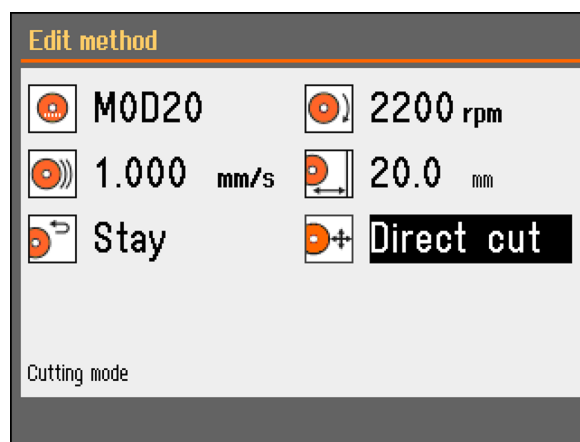 Edit method
M0D20 2200 rpm
1.000 mm/s 20.0 mm
Stay Direct cut
Cutting mode